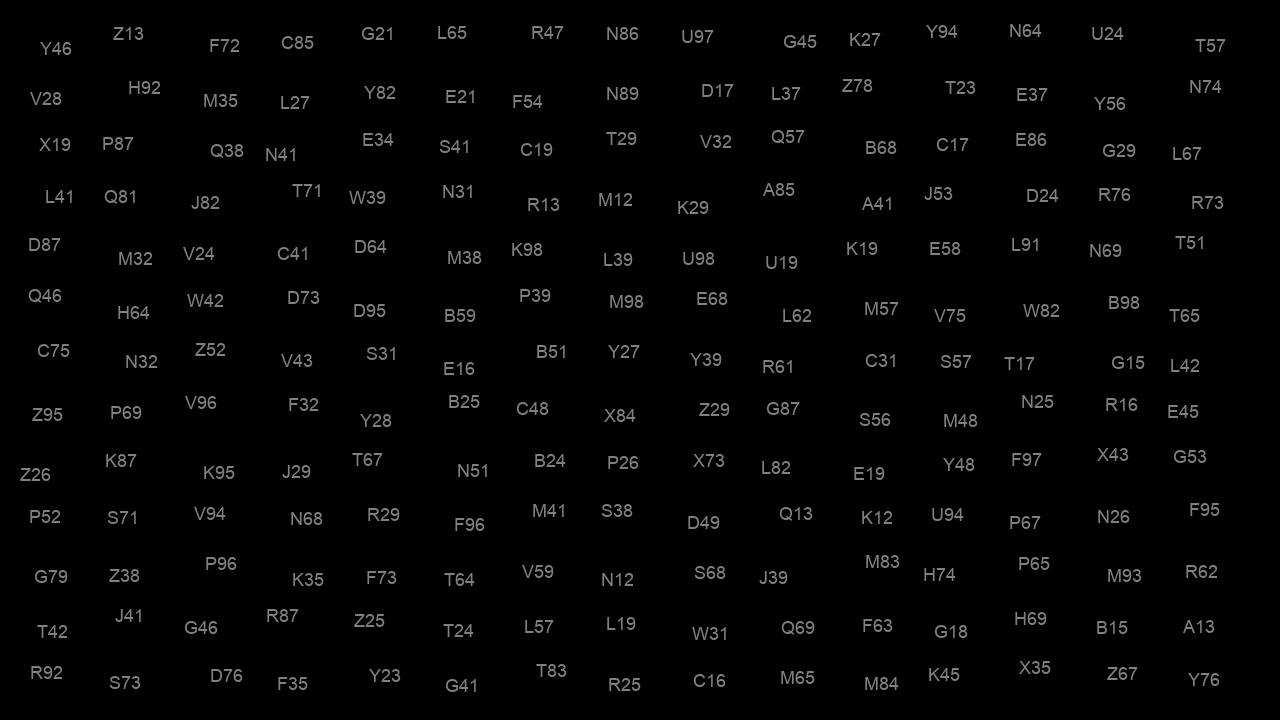 Y46 Z13 F72 C85 G21 L65 R47 N86 U97 G45 K27 Y94 N64 U24 T57
V28 H92 M35 L27 Y82 E21 F54 N89 D17 L37 Z78 T23 E37 Y56 N74
X19 P87 Q38 N41 E34 S41 C19 T29 V32 Q57 B68 C17 E86 G29 L67
L41 Q81 J82 T71 W39 N31 R13 M12 K29 A85 A41 J53 D24 R76 R73
D87 M32 V24 C41 D64 M38 K98 L39 U98 U19 K19 E58 L91 N69 T51
Q46 H64 W42 D73 D95 B59 P39 M98 E68 L62 M57 V75 W82 B98 T65
C75 N32 Z52 V43 S31 E16 B51 Y27 Y39 R61 C31 S57 T17 G15 L42
Z95 P69 V96 F32 Y28 B25 C48 X84 Z29 G87 S56 M48 N25 R16 E45
Z26 K87 K95 J29 T67 N51 B24 P26 X73 L82 E19 Y48 F97 X43 G53
P52 S71 V94 N68 R29 F96 M41 S38 D49 Q13 K12 U94 P67 N26 F95
G79 Z38 P96 K35 F73 T64 V59 N12 S68 J39 M83 H74 P65 M93 R62
T42 J41 G46 R87 Z25 T24 L57 L19 W31 Q69 F63 G18 H69 B15 A13
R92 S73 D76 F35 Y23 G41 T83 R25 C16 M65 M84 K45 X35 Z67 Y76